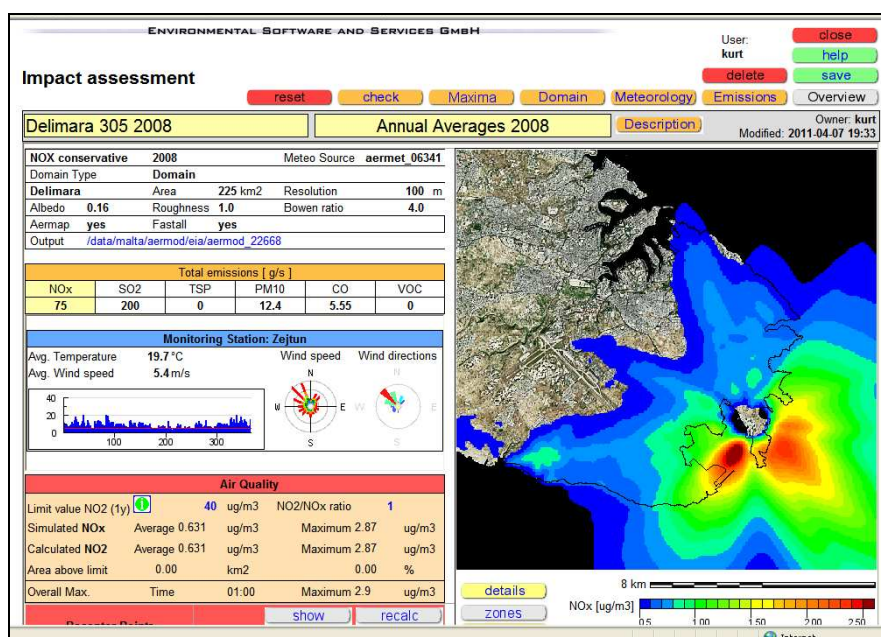 ENVIRONMENTAL SOFTWARE AND SERVICES GMBH
User:
kurt
close
help
Impact assessment
delete save
reset check Maxima Domain Meteorology Emissions Overview
Delimara 305 2008 Annual Averages 2008 Description Owner: kurt
Modified: 2011-04-07 19:33
NOX conservative 2008 Meteo Source aermet_06341
Domain Type Domain
Delimara Area 225 km2 Resolution 100 m
Albedo 0.16 Roughness 1.0 Bowen ratio 4.0
Aermap yes Fastall yes
Output /data/malta/aermod/eia/aermod_22668
Total emissions [ g/s ]
NOx SO2 TSP PM10 CO VOC
75 200 0 12.4 5.55 0
Monitoring Station: Zejtun
Avg. Temperature 19.7 °C Wind speed Wind directions
Avg. Wind speed 5.4 m/s
N
W E
S
N
W E
S
40
20
0
100 200 300
Air Quality
Limit value NO2 (1y) 40 ug/m3 NO2/NOx ratio 1
Simulated NOx Average 0.631 ug/m3 Maximum 2.87 ug/m3
Calculated NO2 Average 0.631 ug/m3 Maximum 2.87 ug/m3
Area above limit 0.00 km2 0.00 %
Overall Max. Time 01:00 Maximum 2.9 ug/m3
show recalc
details
zones
8 km
NOx [ug/m3]
0.5 1.00 1.50 2.00 2.50
Internet